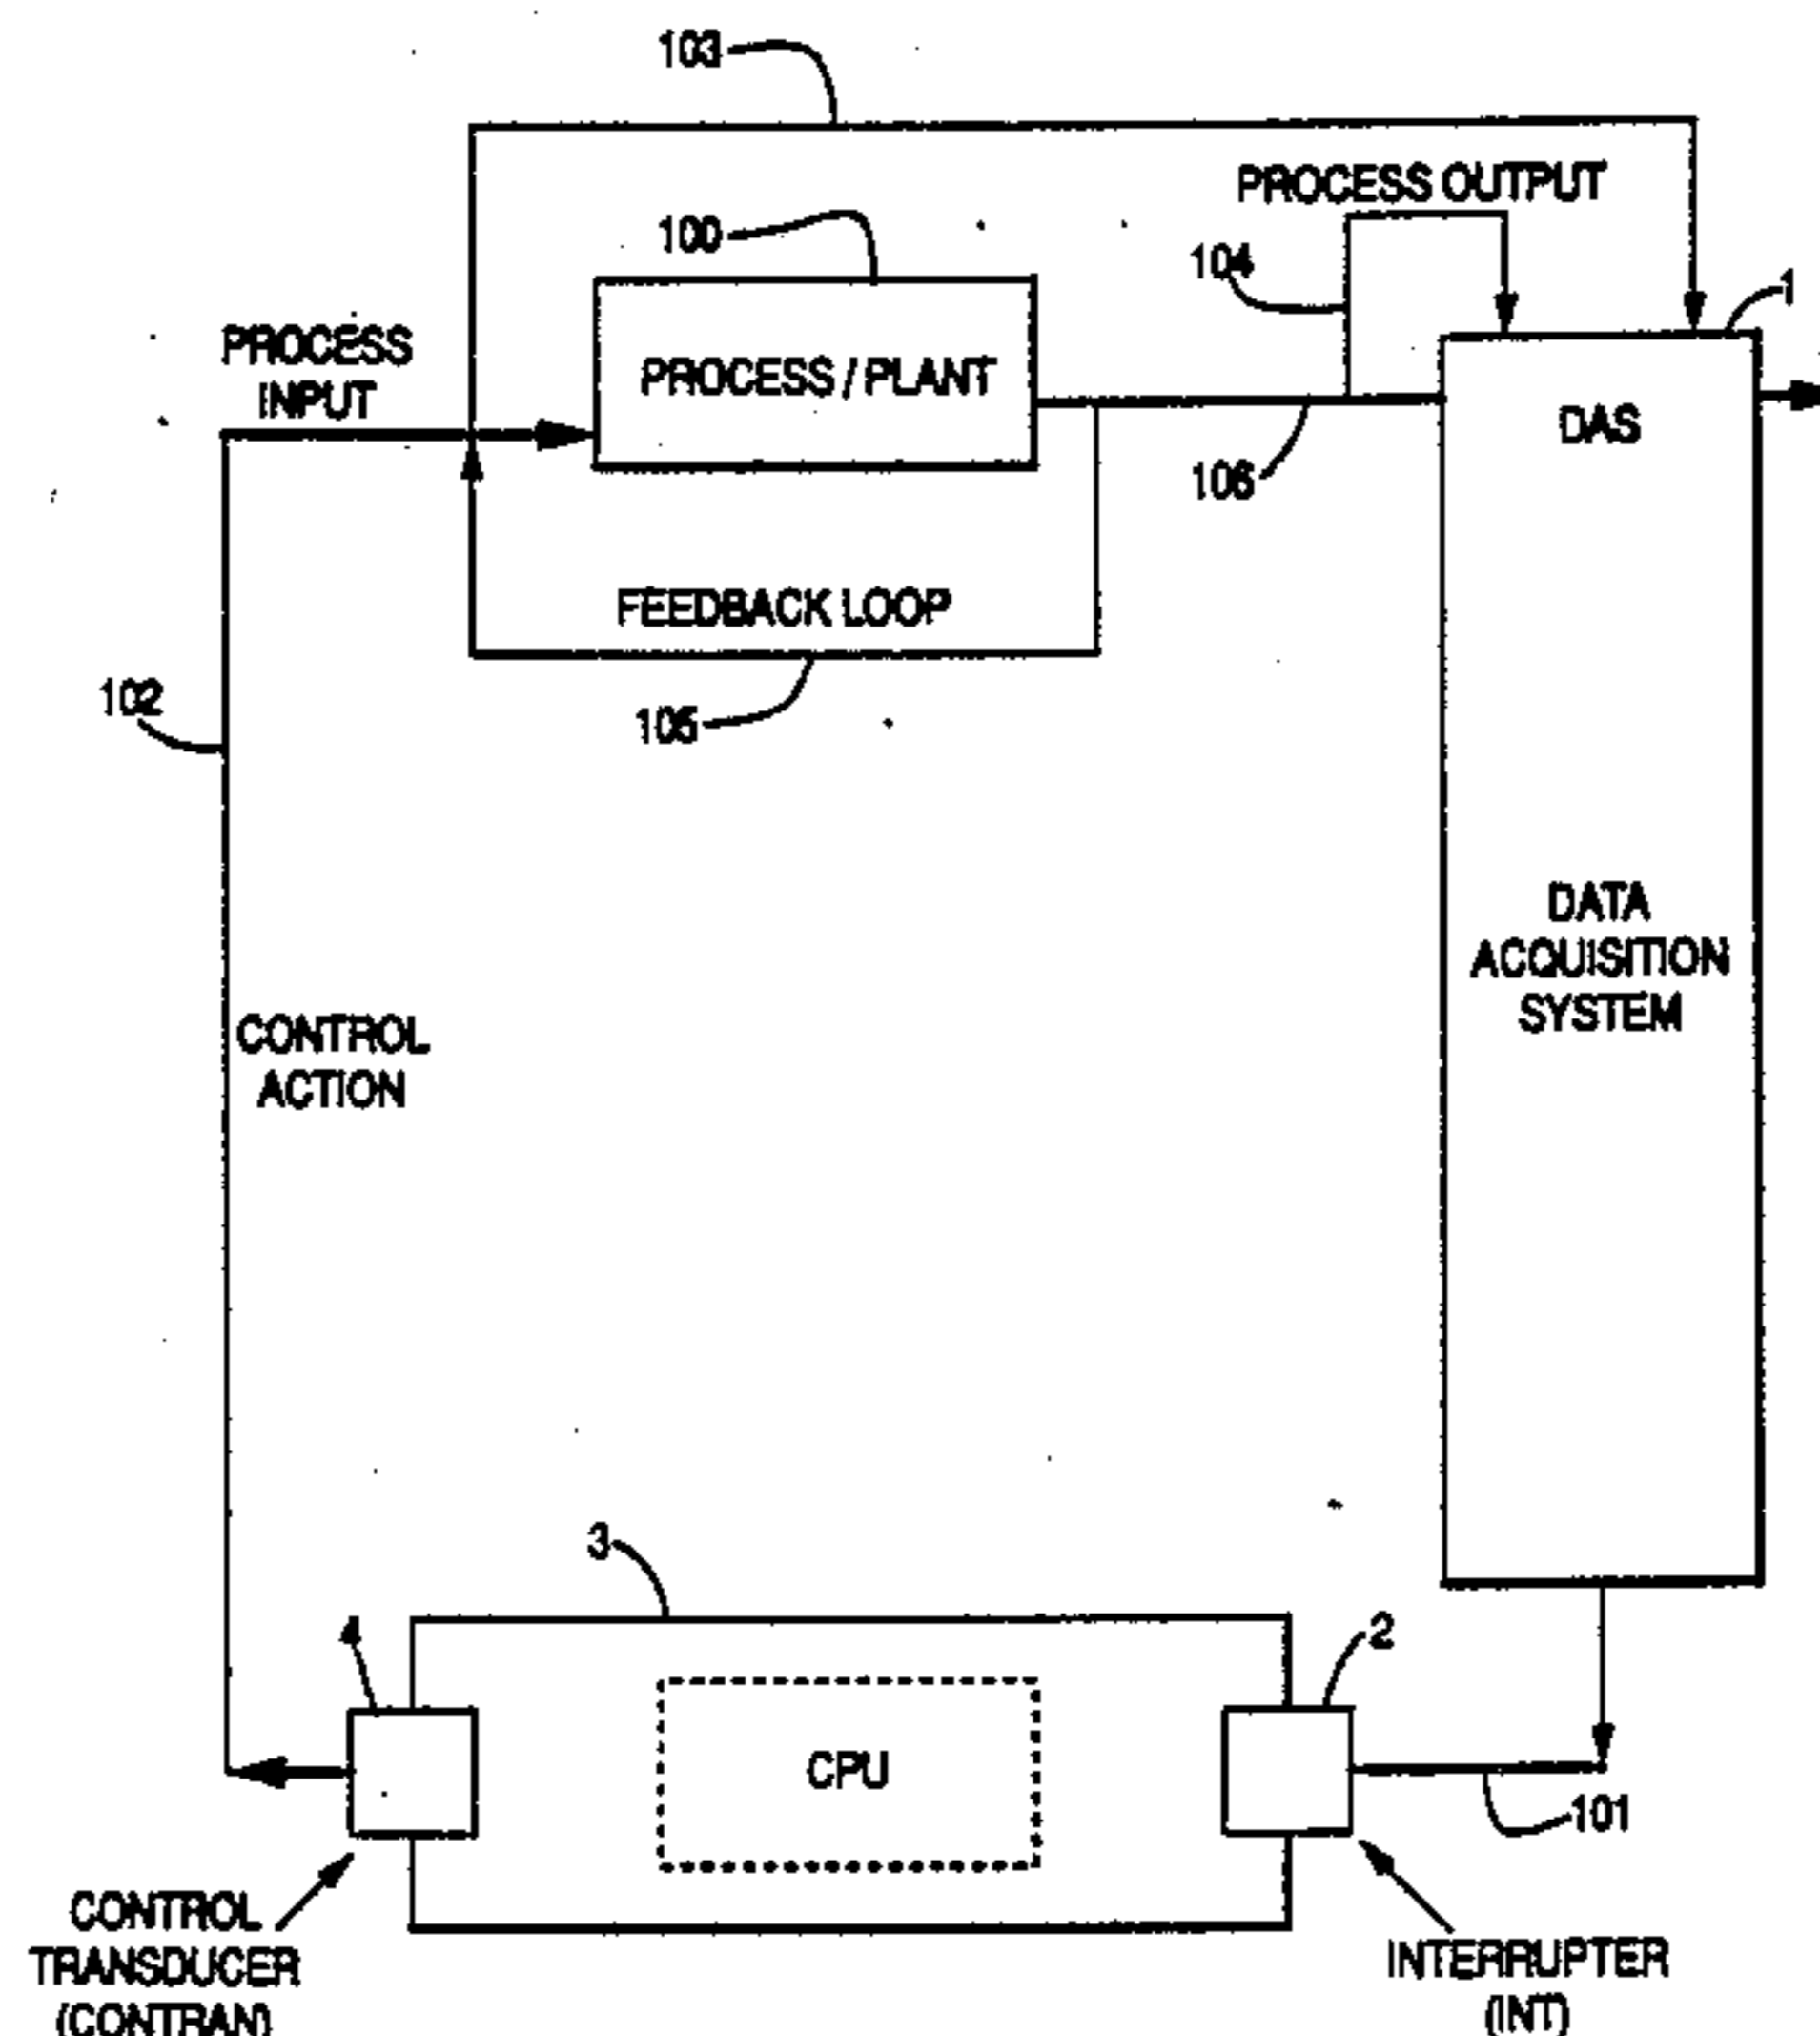 103
PROCESS OUTPUT
100
104
1
PROCESS
INPUT
PROCESS / PLANT
DAS
106
FEEDBACK LOOP
102
105
DATA
ACQUISITION
SYSTEM
CONTROL
ACTION
3
4
2
CPU
101
CONTROL
TRANSDUCER
(CONTRAN)
INTERRUPTER
(INT)